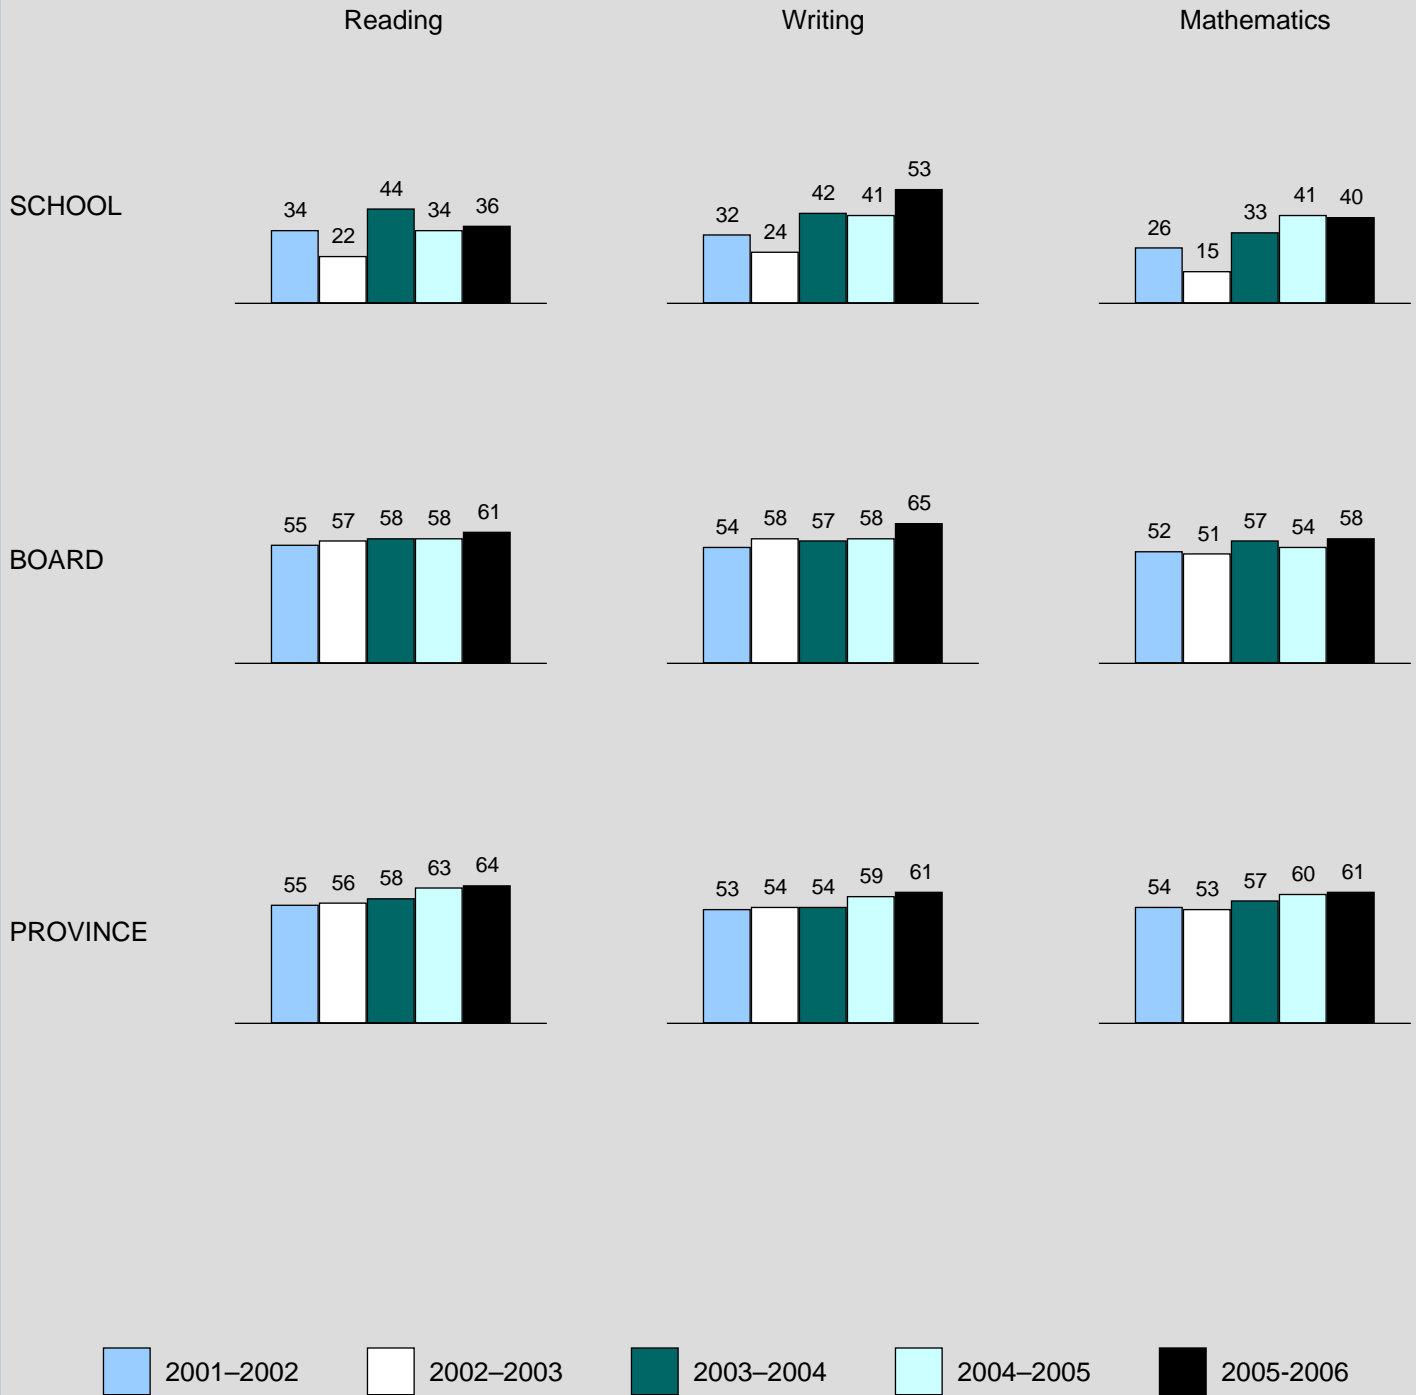 Reading Writing Mathematics
SCHOOL
34 22 44 34 36
32 24 42 41 53
26 15 33 41 40
BOARD
55 57 58 58 61
54 58 57 58 65
52 51 57 54 58
PROVINCE
55 56 58 63 64
53 54 54 59 61
54 53 57 60 61
2001–2002 2002–2003 2003–2004 2004–2005 2005-2006